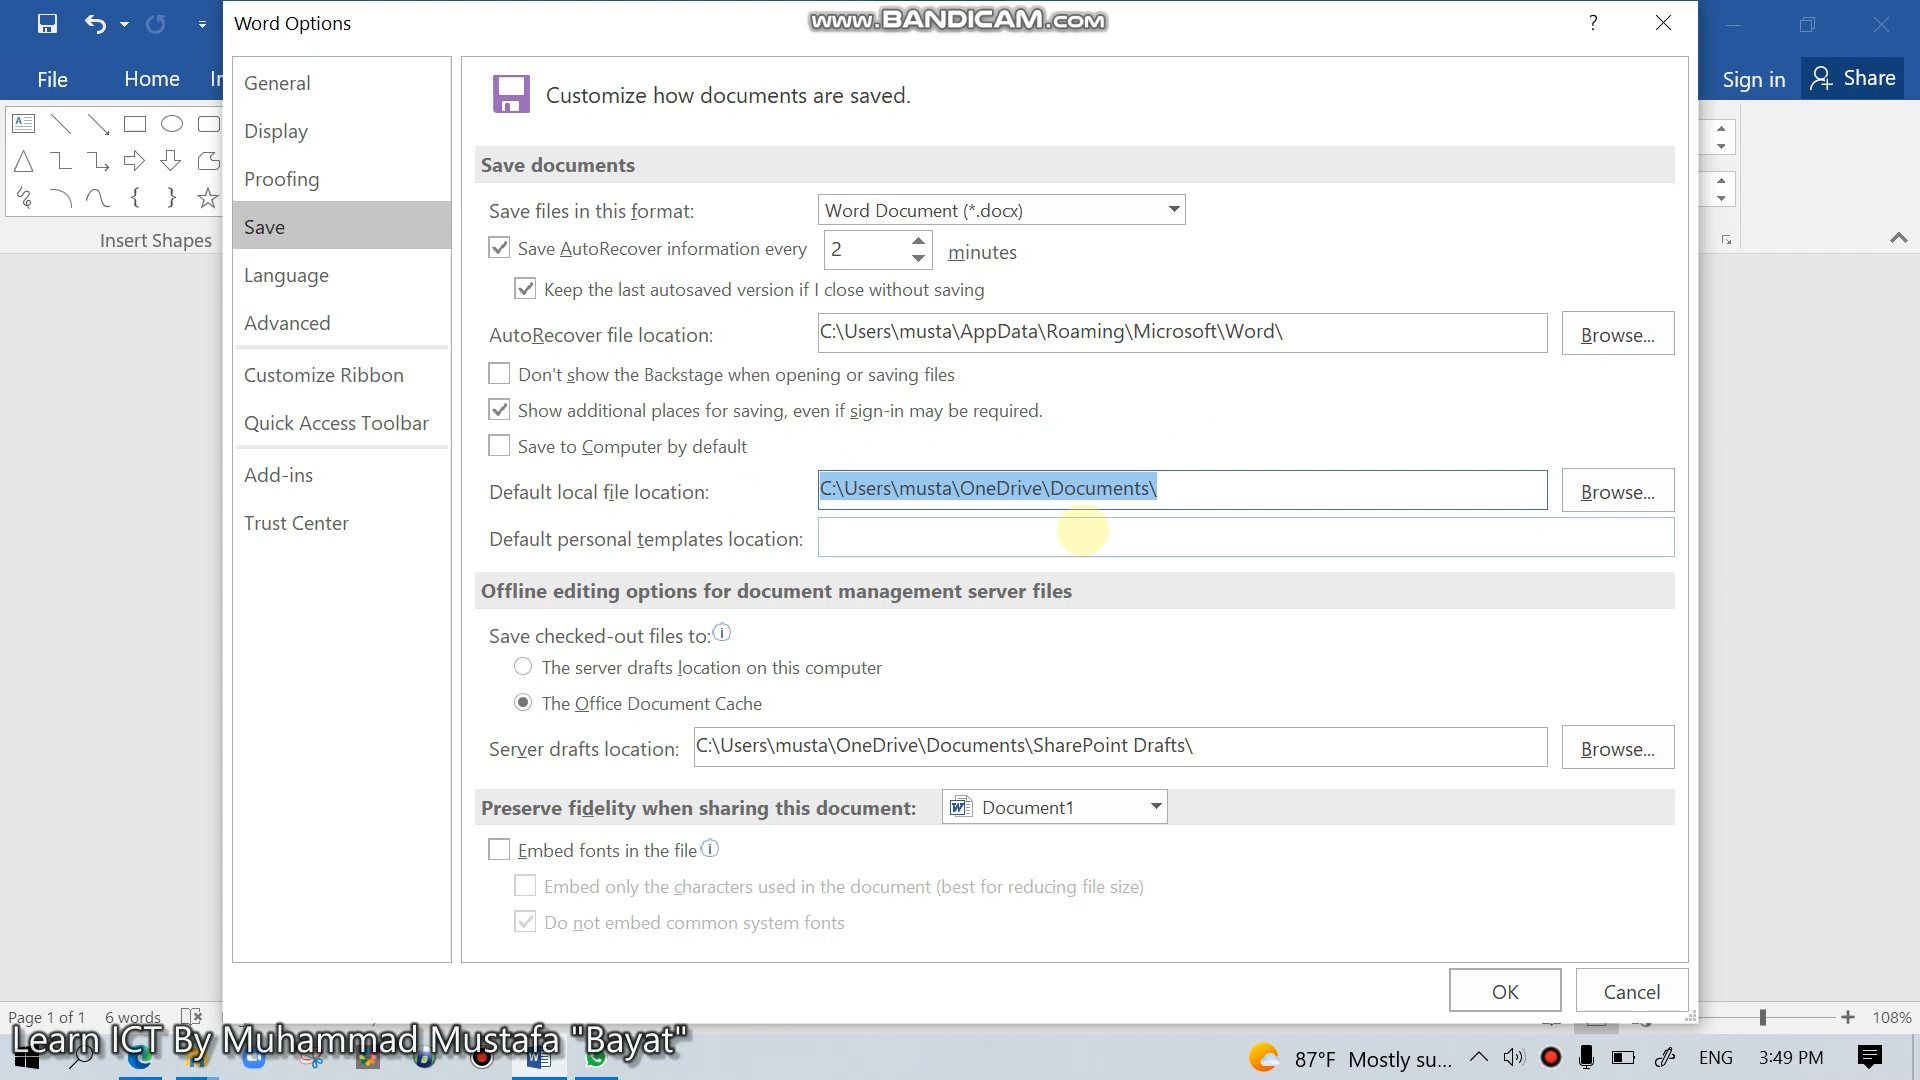 Word Options
www.BANDICAM.com
?
File
Home
In
Sign in
Share
Insert Shapes
General
Display
Proofing
Save
Language
Advanced
Customize Ribbon
Quick Access Toolbar
Add-ins
Trust Center
Customize how documents are saved.
Save documents
Save files in this format:
Word Document (*.docx)
Save AutoRecover information every
2
minutes
Keep the last autosaved version if I close without saving
AutoRecover file location:
C:\Users\musta\AppData\Roaming\Microsoft\Word\
Browse...
Don't show the Backstage when opening or saving files
Show additional places for saving, even if sign-in may be required.
Save to Computer by default
Default local file location:
C:\Users\musta\OneDrive\Documents\
Browse...
Default personal templates location:
Offline editing options for document management server files
Save checked-out files to:
The server drafts location on this computer
The Office Document Cache
Server drafts location:
C:\Users\musta\OneDrive\Documents\SharePoint Drafts\
Browse...
Preserve fidelity when sharing this document:
Document1
Embed fonts in the file
Embed only the characters used in the document (best for reducing file size)
Do not embed common system fonts
OK
Cancel
Page 1 of 1
6 words
108%
Learn ICT By Muhammad Mustafa "Bayat"
87°F Mostly su...
ENG
3:49 PM